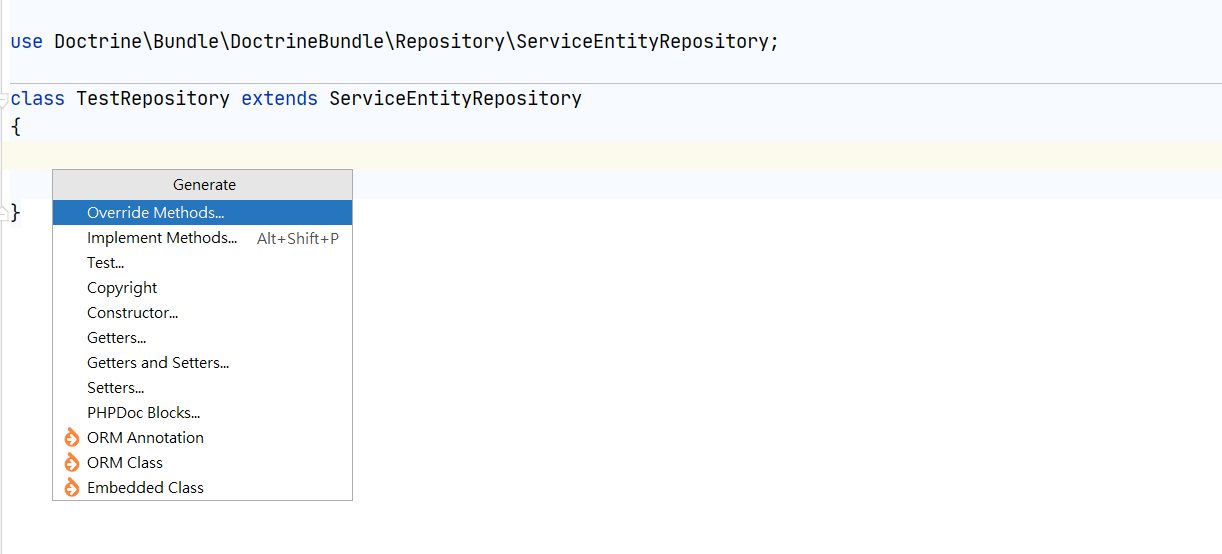 use Doctrine\Bundle\DoctrineBundle\Repository\ServiceEntityRepository;
class TestRepository extends ServiceEntityRepository
{
Generate
Override Methods...
Implement Methods... Alt+Shift+P
Test...
Copyright
Constructor...
Getters...
Getters and Setters...
Setters...
PHPDoc Blocks...
ORM Annotation
ORM Class
Embedded Class
}